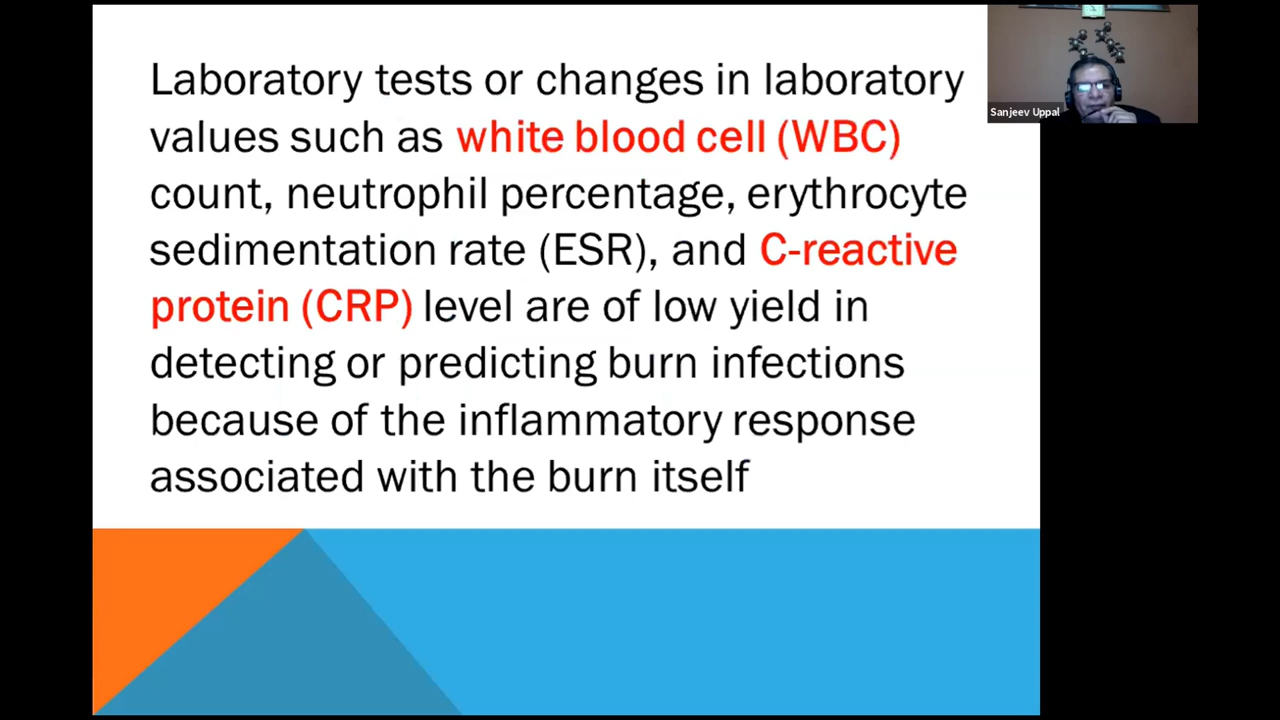 Laboratory tests or changes in laboratory
values such as white blood cell (WBC)
count, neutrophil percentage, erythrocyte
sedimentation rate (ESR), and C-reactive
protein (CRP) level are of low yield in
detecting or predicting burn infections
because of the inflammatory response
associated with the burn itself
Sanjeev Uppal